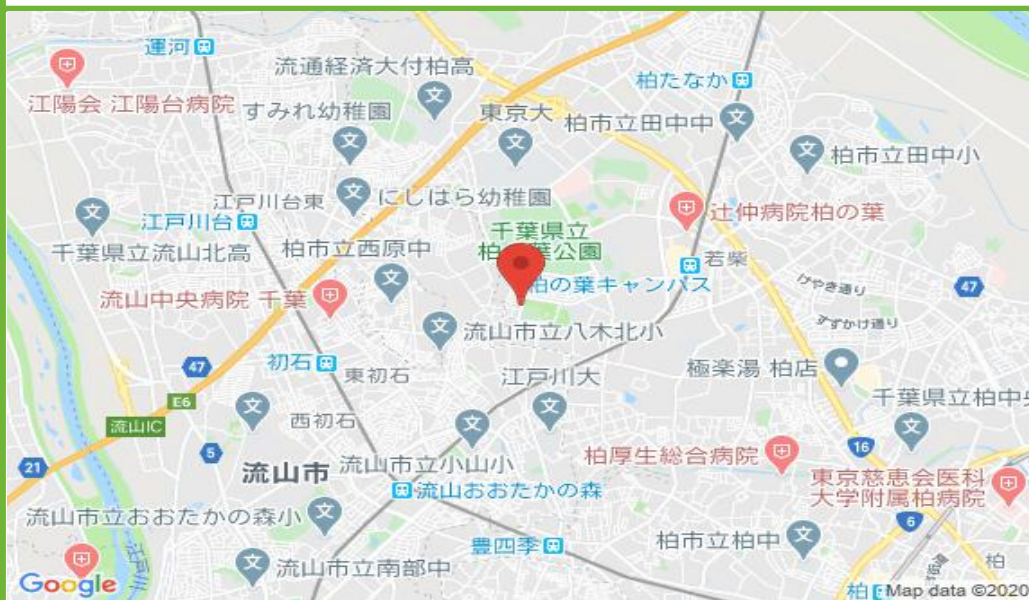 運河
流通経済大付柏高
柏たなか
江陽会 江陽台病院
すみれ幼稚園
東京大
柏市立田中中
柏市立田中小
江戸川台東
にしはら幼稚園
辻仲病院柏の葉
江戸川台
千葉県立
柏の葉公園
千葉県立流山北高
柏市立西原中
若柴
柏の葉キャンパス
けやき通り
47
流山中央病院 千葉
流山市立八木北小
すずかけ通り
初石
47
東初石
江戸川大
極楽湯 柏店
E6
流山IC
西初石
千葉県立柏中央
5
16
21
流山市
流山市立小山小
柏厚生総合病院
流山おおたかの森
東京慈恵会医科
大学附属柏病院
流山市立おおたかの森小
6
豊四季
柏市立柏中
江戸川
流山市立南部中
柏
Google
柏
Map data ©2020